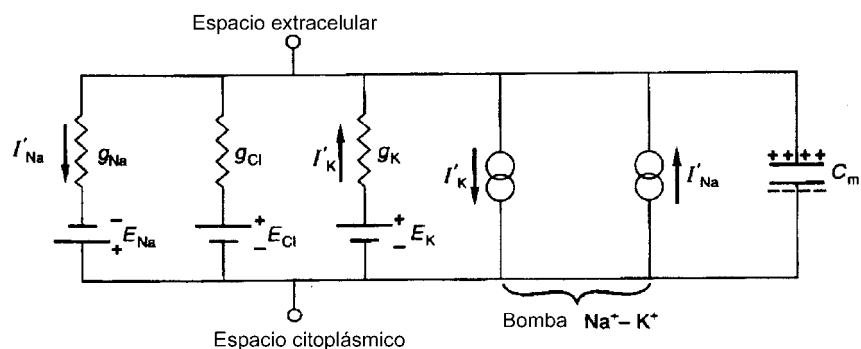 Espacio extracelular
I'Na
gNa
gCl
I'K
gK
I'K
I'Na
+ + + +
Cm
- +
ENa
+ -
ECl
+ -
EK
Espacio citoplásmico
Bomba Na⁺– K⁺